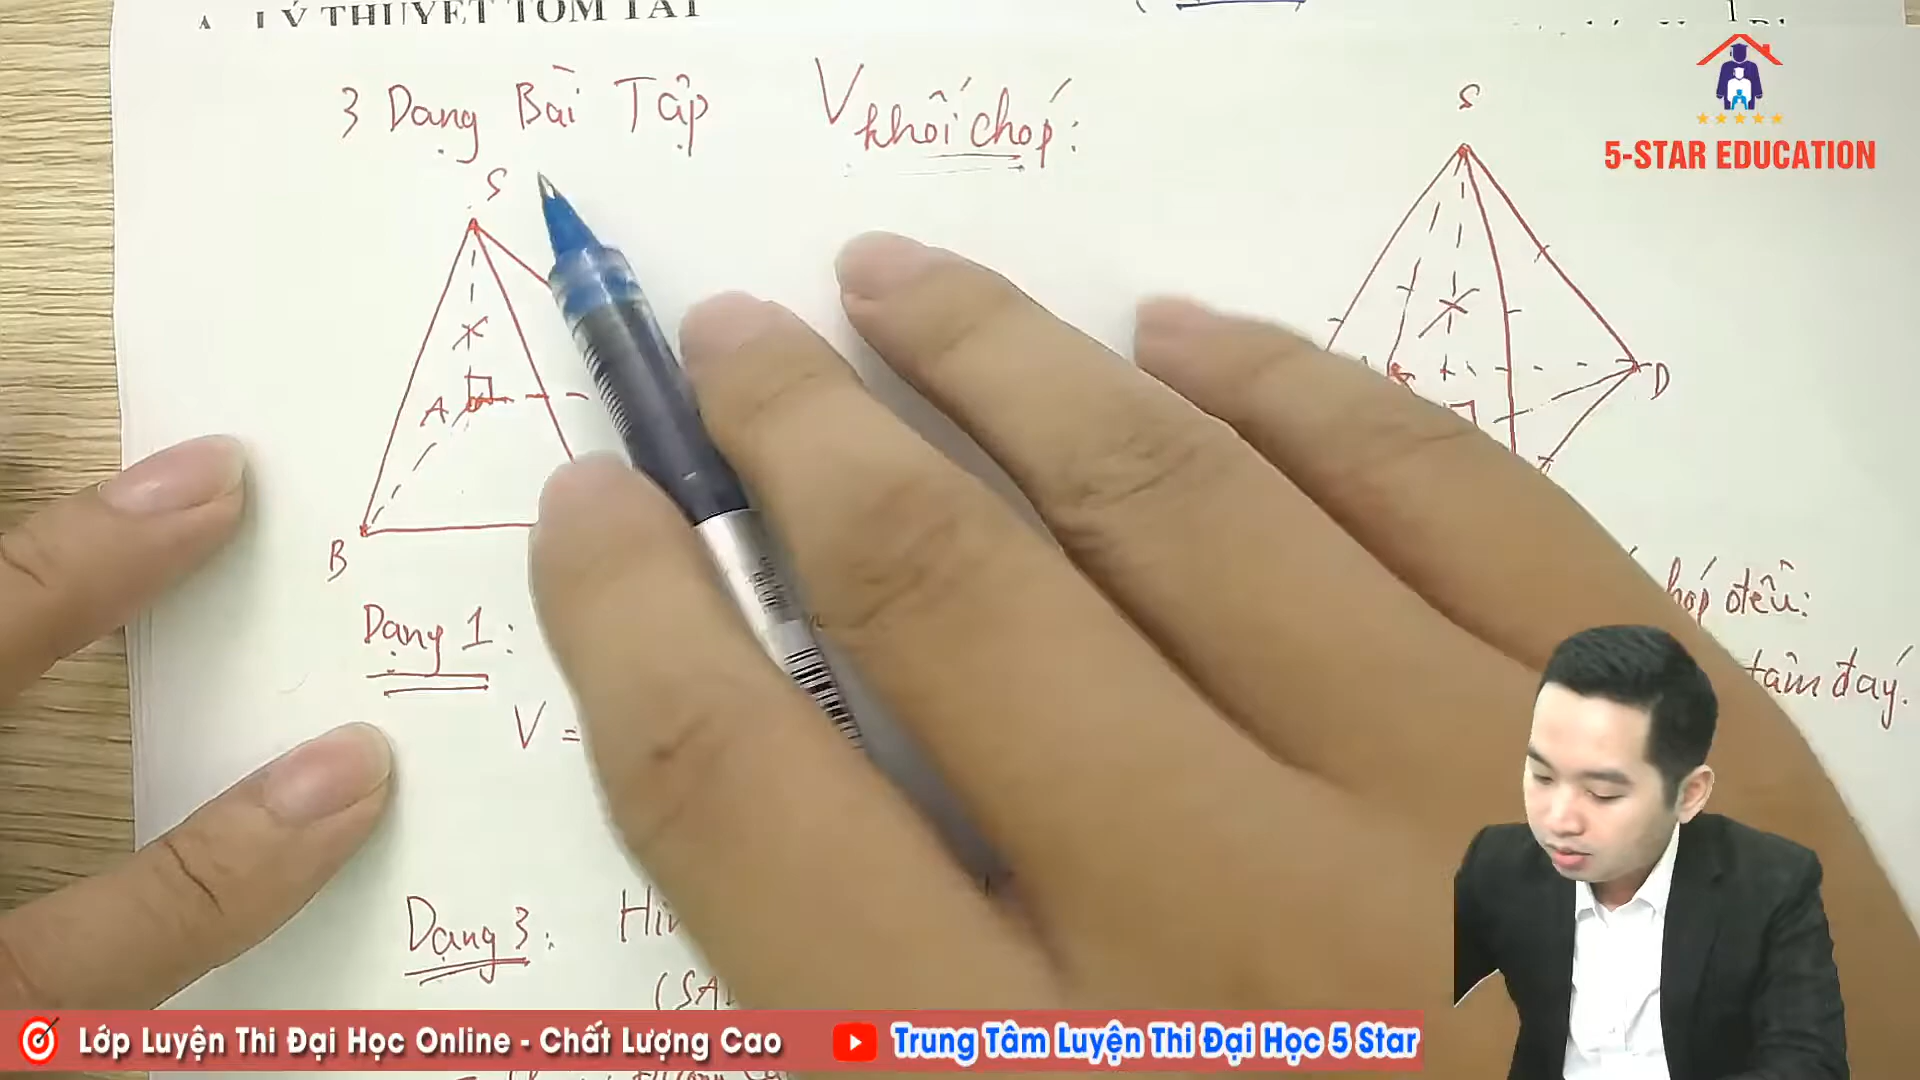 A LÝ THUYẾT TÓM TẮT
3 Dạng Bài Tập V khối chóp:
S
S
A
B
D
5-STAR EDUCATION
Dạng 1:
V =
chóp đều:
tâm đáy.
Dạng 3:
(SA
Lớp Luyện Thi Đại Học Online - Chất Lượng Cao
Trung Tâm Luyện Thi Đại Học 5 Star